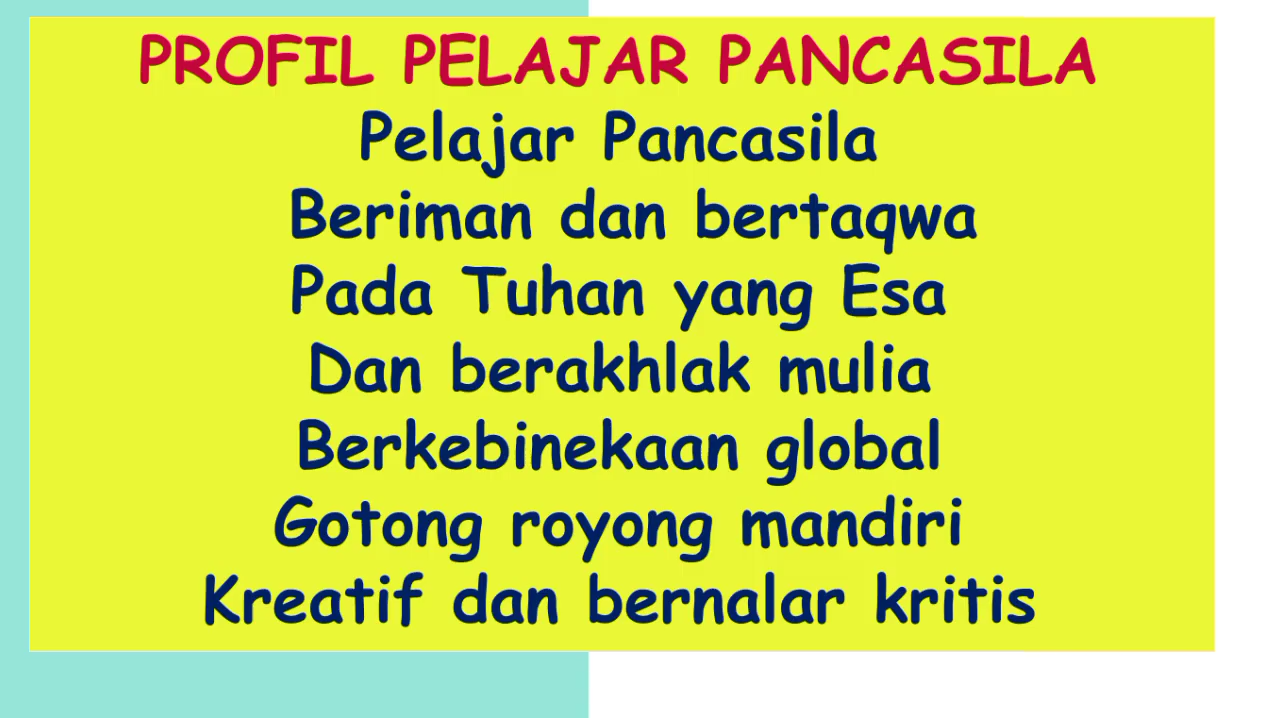 PROFIL PELAJAR PANCASILA
Pelajar Pancasila
Beriman dan bertaqwa
Pada Tuhan yang Esa
Dan berakhlak mulia
Berkebinekaan global
Gotong royong mandiri
Kreatif dan bernalar kritis